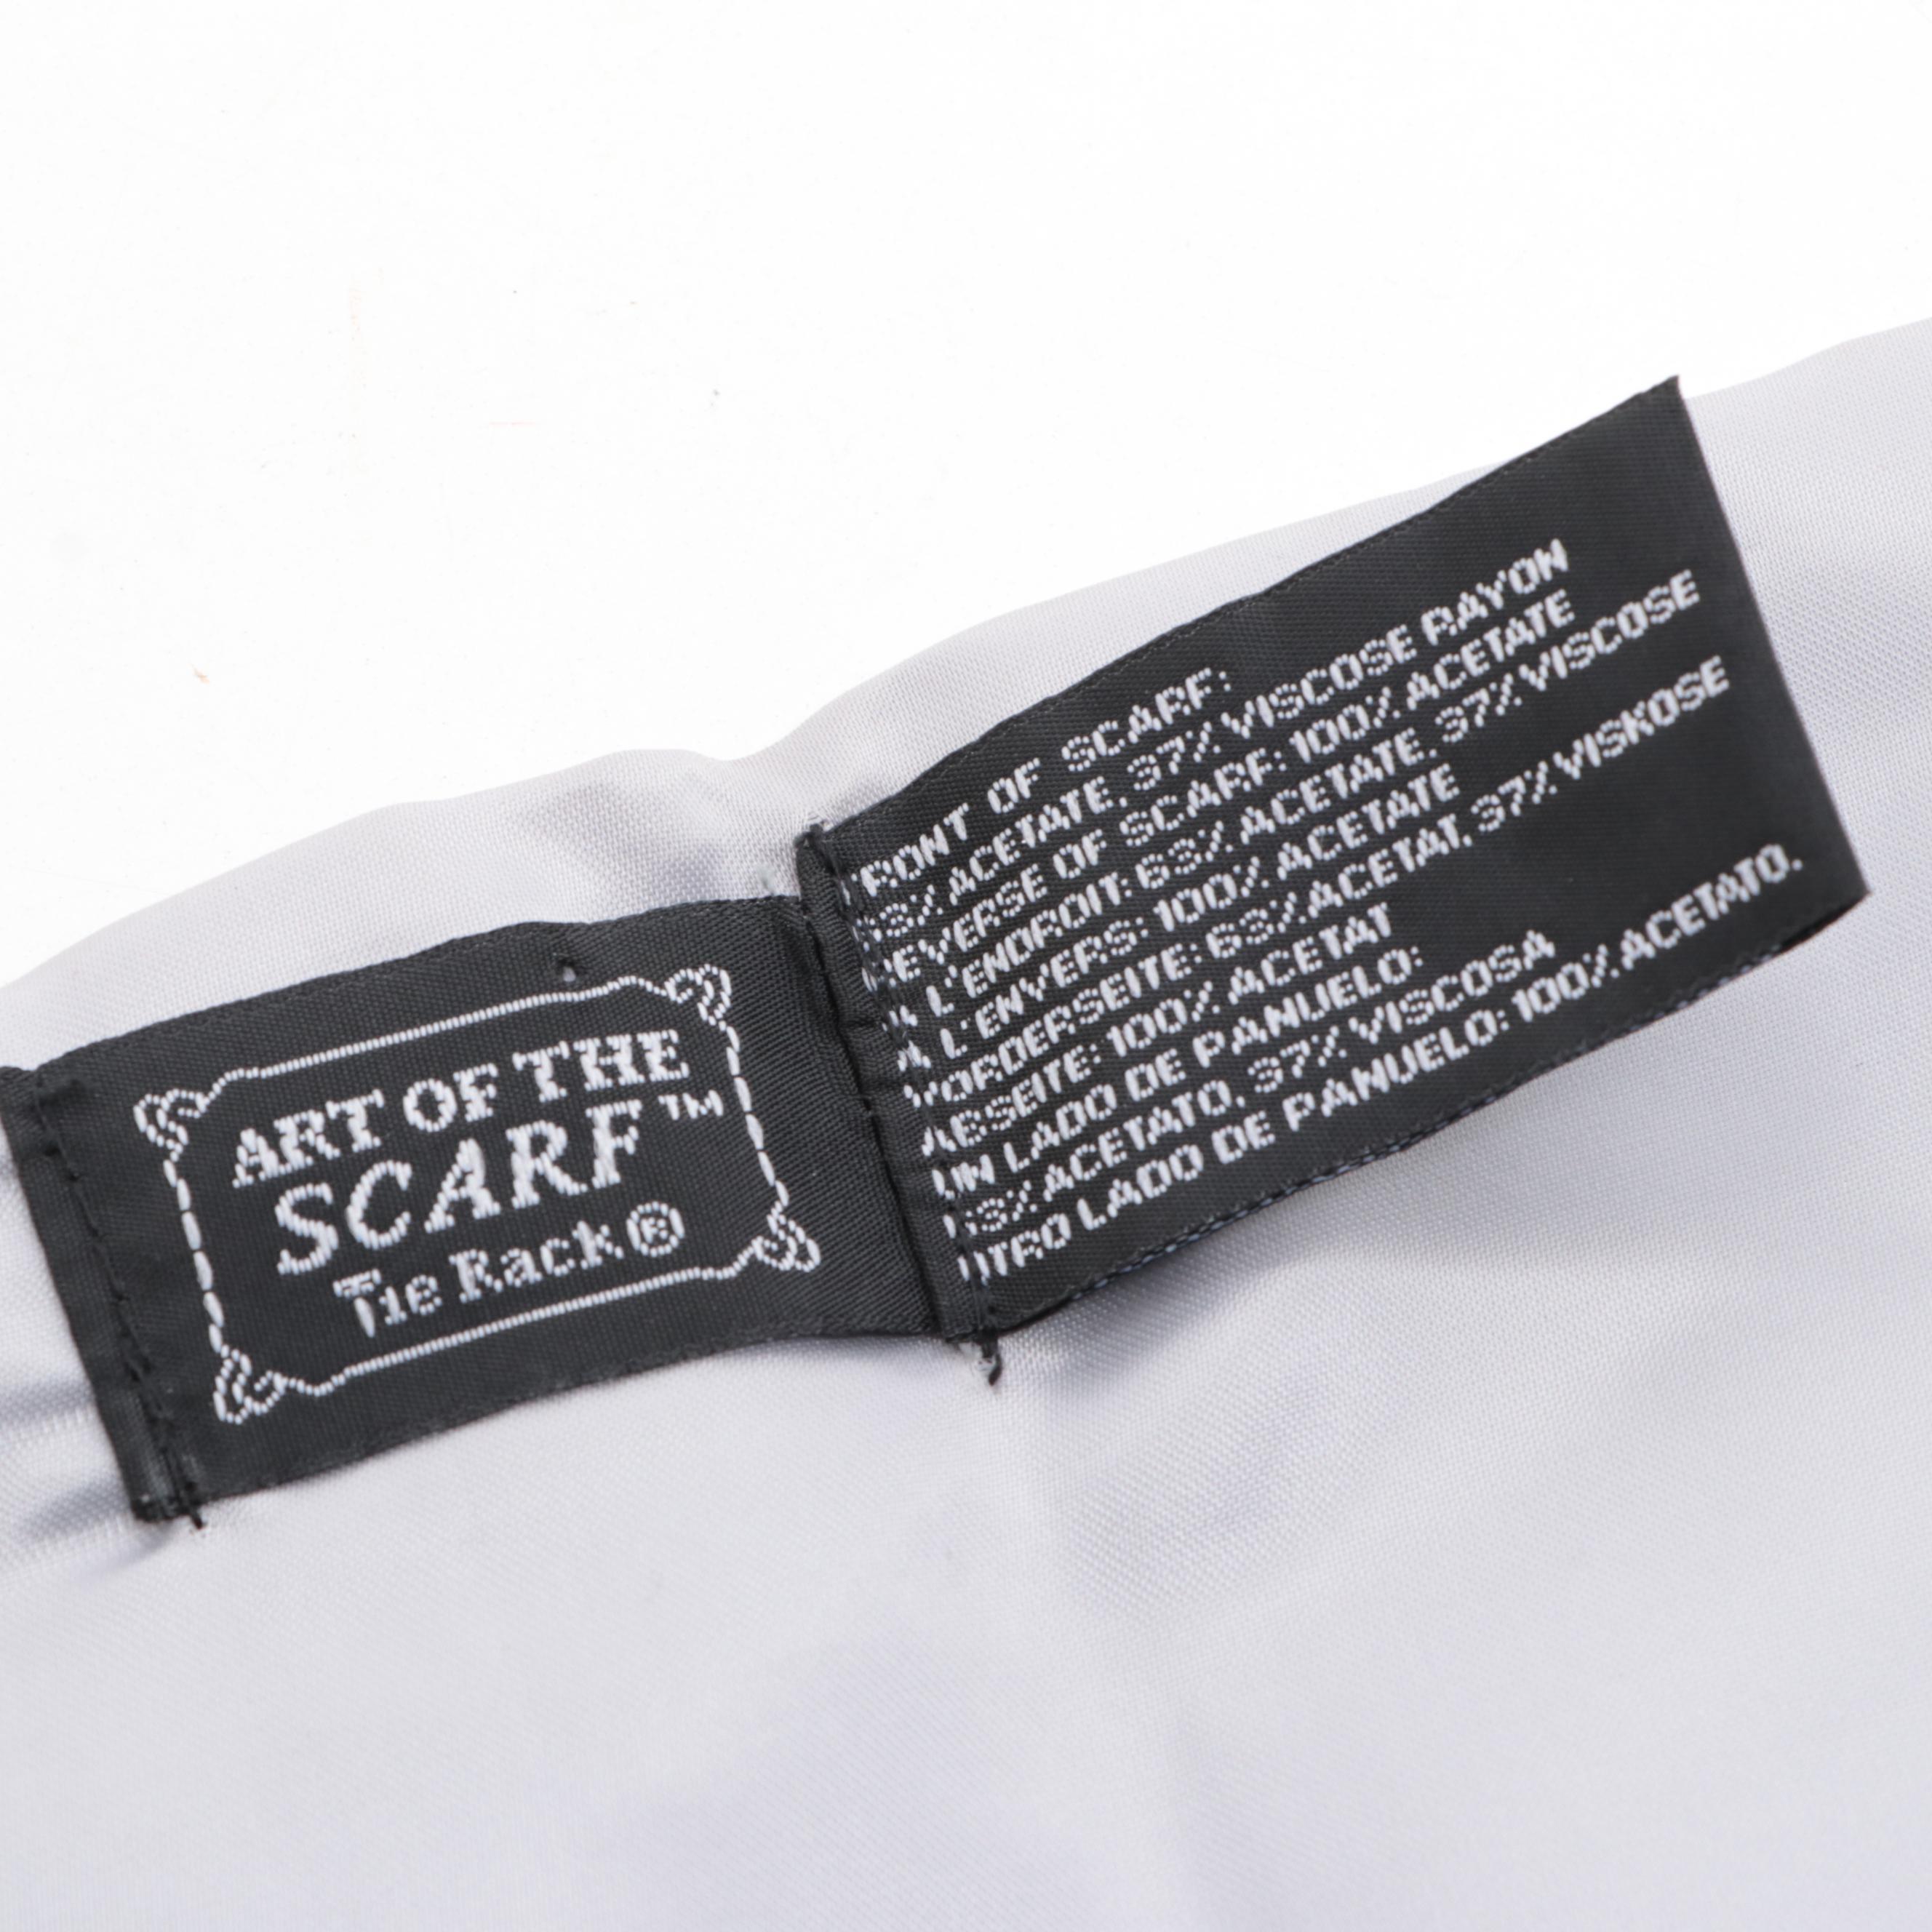 ART OF THE
SCARF™
Tie Rack®
FRONT OF SCARF:
63% ACETATE, 37% VISCOSE RAYON
REVERSE OF SCARF: 100% ACETATE
A L'ENDROIT: 63% ACETATE, 37% VISCOSE
A L'ENVERS: 100% ACETATE
VORDERSEITE: 63% ACETAT, 37% VISKOSE
ABSEITE: 100% ACETAT
UN LADO DE PANUELO:
63% ACETATO, 37% VISCOSA
OTRO LADO DE PANUELO: 100% ACETATO.